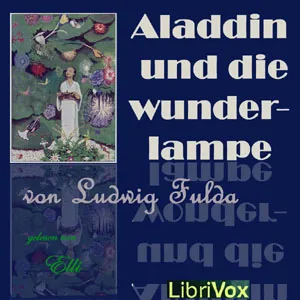 Aladdin
und die
wunder-
lampe
von Ludwig Fulda
gelesen von
Elli
LibriVox